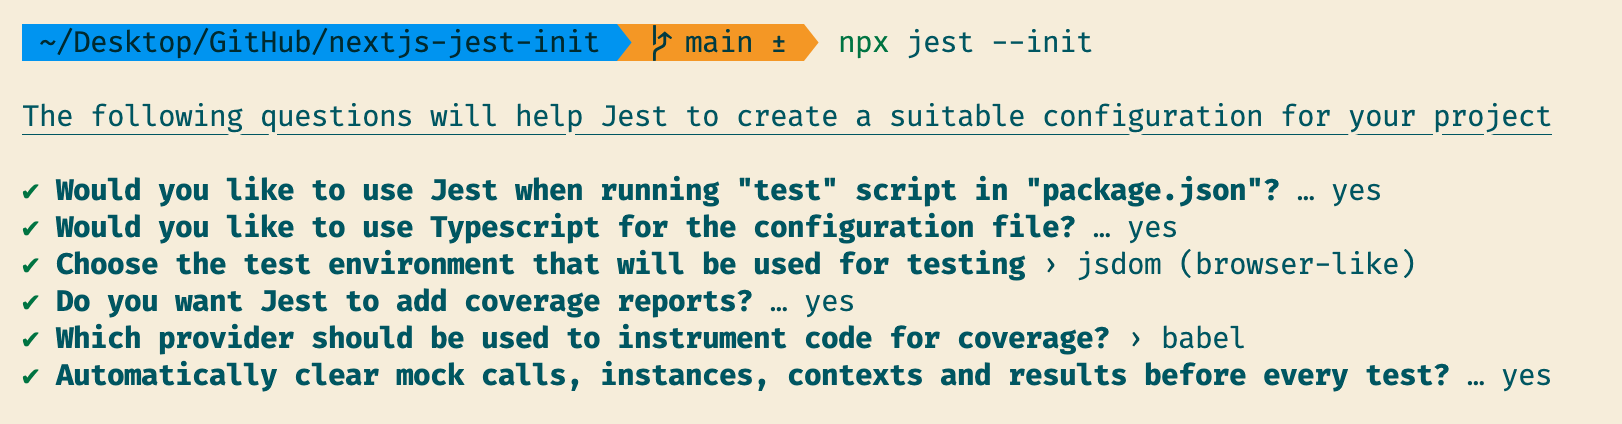 ~/Desktop/GitHub/nextjs-jest-init main ± npx jest --init
The following questions will help Jest to create a suitable configuration for your project
✔ Would you like to use Jest when running "test" script in "package.json"? … yes
✔ Would you like to use Typescript for the configuration file? … yes
✔ Choose the test environment that will be used for testing › jsdom (browser-like)
✔ Do you want Jest to add coverage reports? … yes
✔ Which provider should be used to instrument code for coverage? › babel
✔ Automatically clear mock calls, instances, contexts and results before every test? … yes